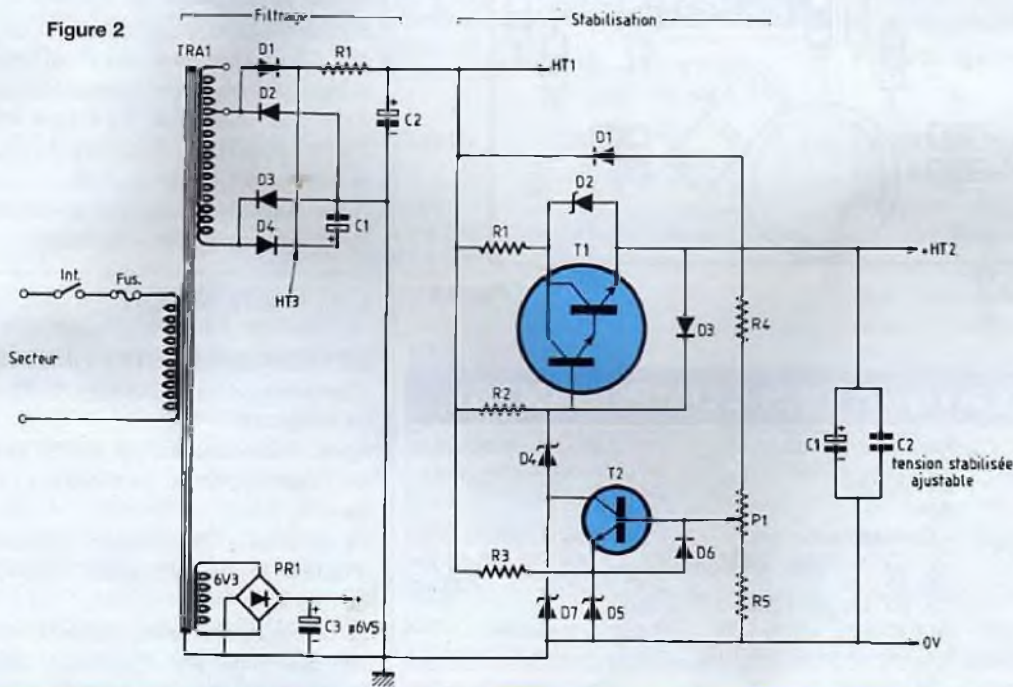 Figure 2
Filtrage
Stabilisation
TRA1
D1
R1
HT1
D2
C2
D1
D3
D2
D4
C1
R1
T1
+HT2
Int.
Fus.
HT3
D3
R4
Secteur
R2
D4
T2
C1
C2
tension stabilisée
ajustable
P1
6V3
PR1
R3
D6
C3
D7
D5
R5
0V